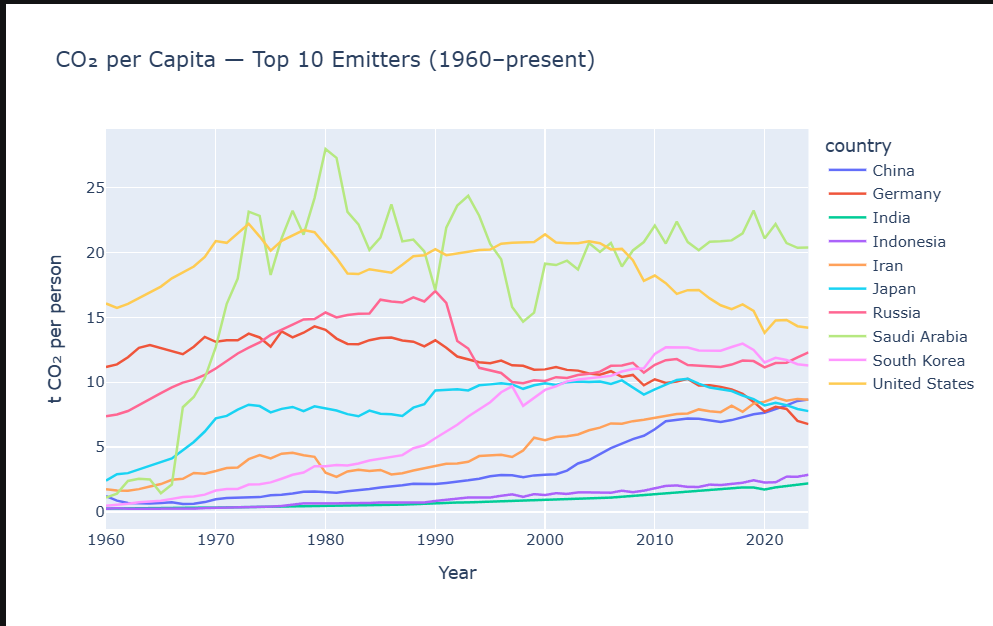 CO₂ per Capita — Top 10 Emitters (1960–present)
country
China
Germany
India
Indonesia
Iran
Japan
Russia
Saudi Arabia
South Korea
United States
t CO₂ per person
25
20
15
10
5
0
1960 1970 1980 1990 2000 2010 2020
Year